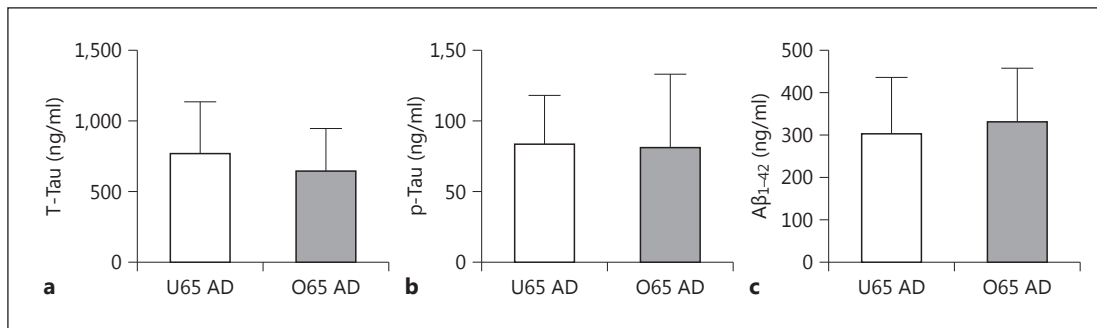 1,500
1,000
500
0
T-Tau (ng/ml)
U65 AD
O65 AD
a
1,50
100
50
0
p-Tau (ng/ml)
U65 AD
O65 AD
b
500
400
300
200
100
0
Aβ1–42 (ng/ml)
U65 AD
O65 AD
c